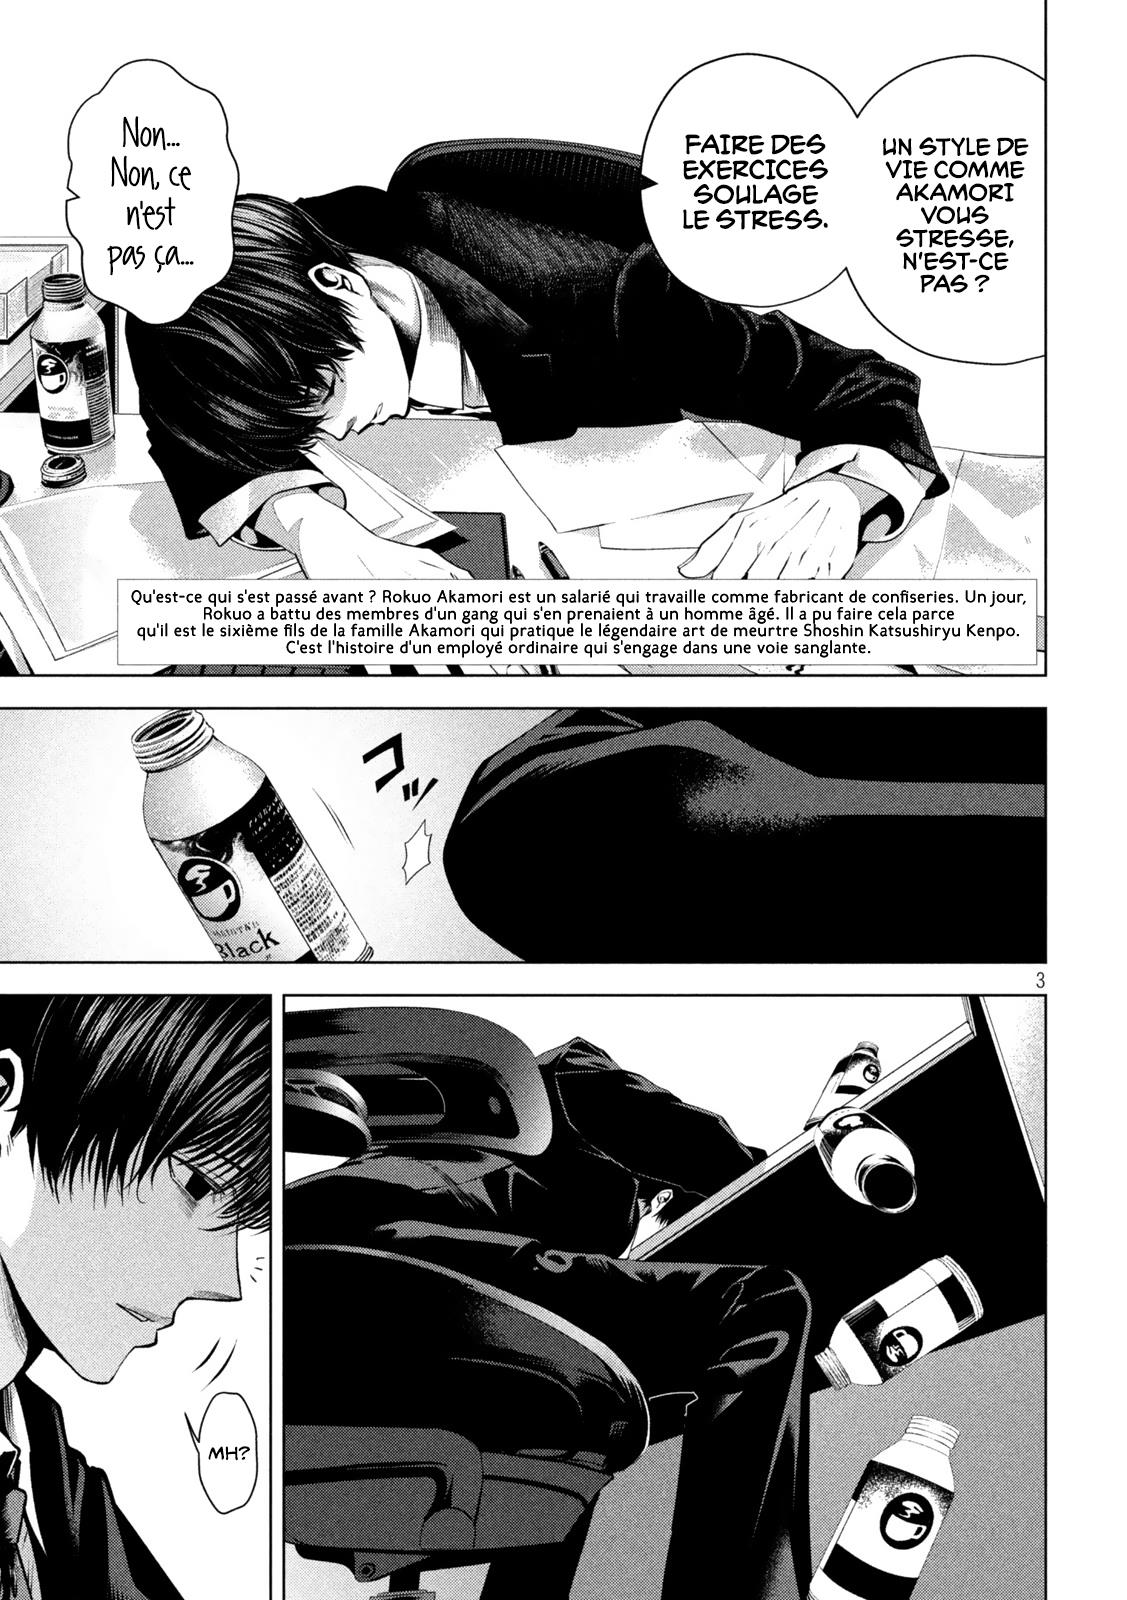 UN STYLE DE
VIE COMME
AKAMORI
VOUS
STRESSE,
N'EST-CE
PAS ?
FAIRE DES
EXERCICES
SOULAGE
LE STRESS.
Non...
Non, ce
n'est
pas ça...
Qu'est-ce qui s'est passé avant ? Rokuo Akamori est un salarié qui travaille comme fabricant de confiseries. Un jour,
Rokuo a battu des membres d'un gang qui s'en prenaient à un homme âgé. Il a pu faire cela parce
qu'il est le sixième fils de la famille Akamori qui pratique le légendaire art de meurtre Shoshin Katsushiryu Kenpo.
C'est l'histoire d'un employé ordinaire qui s'engage dans une voie sanglante.
コッ
Black
3
MH?